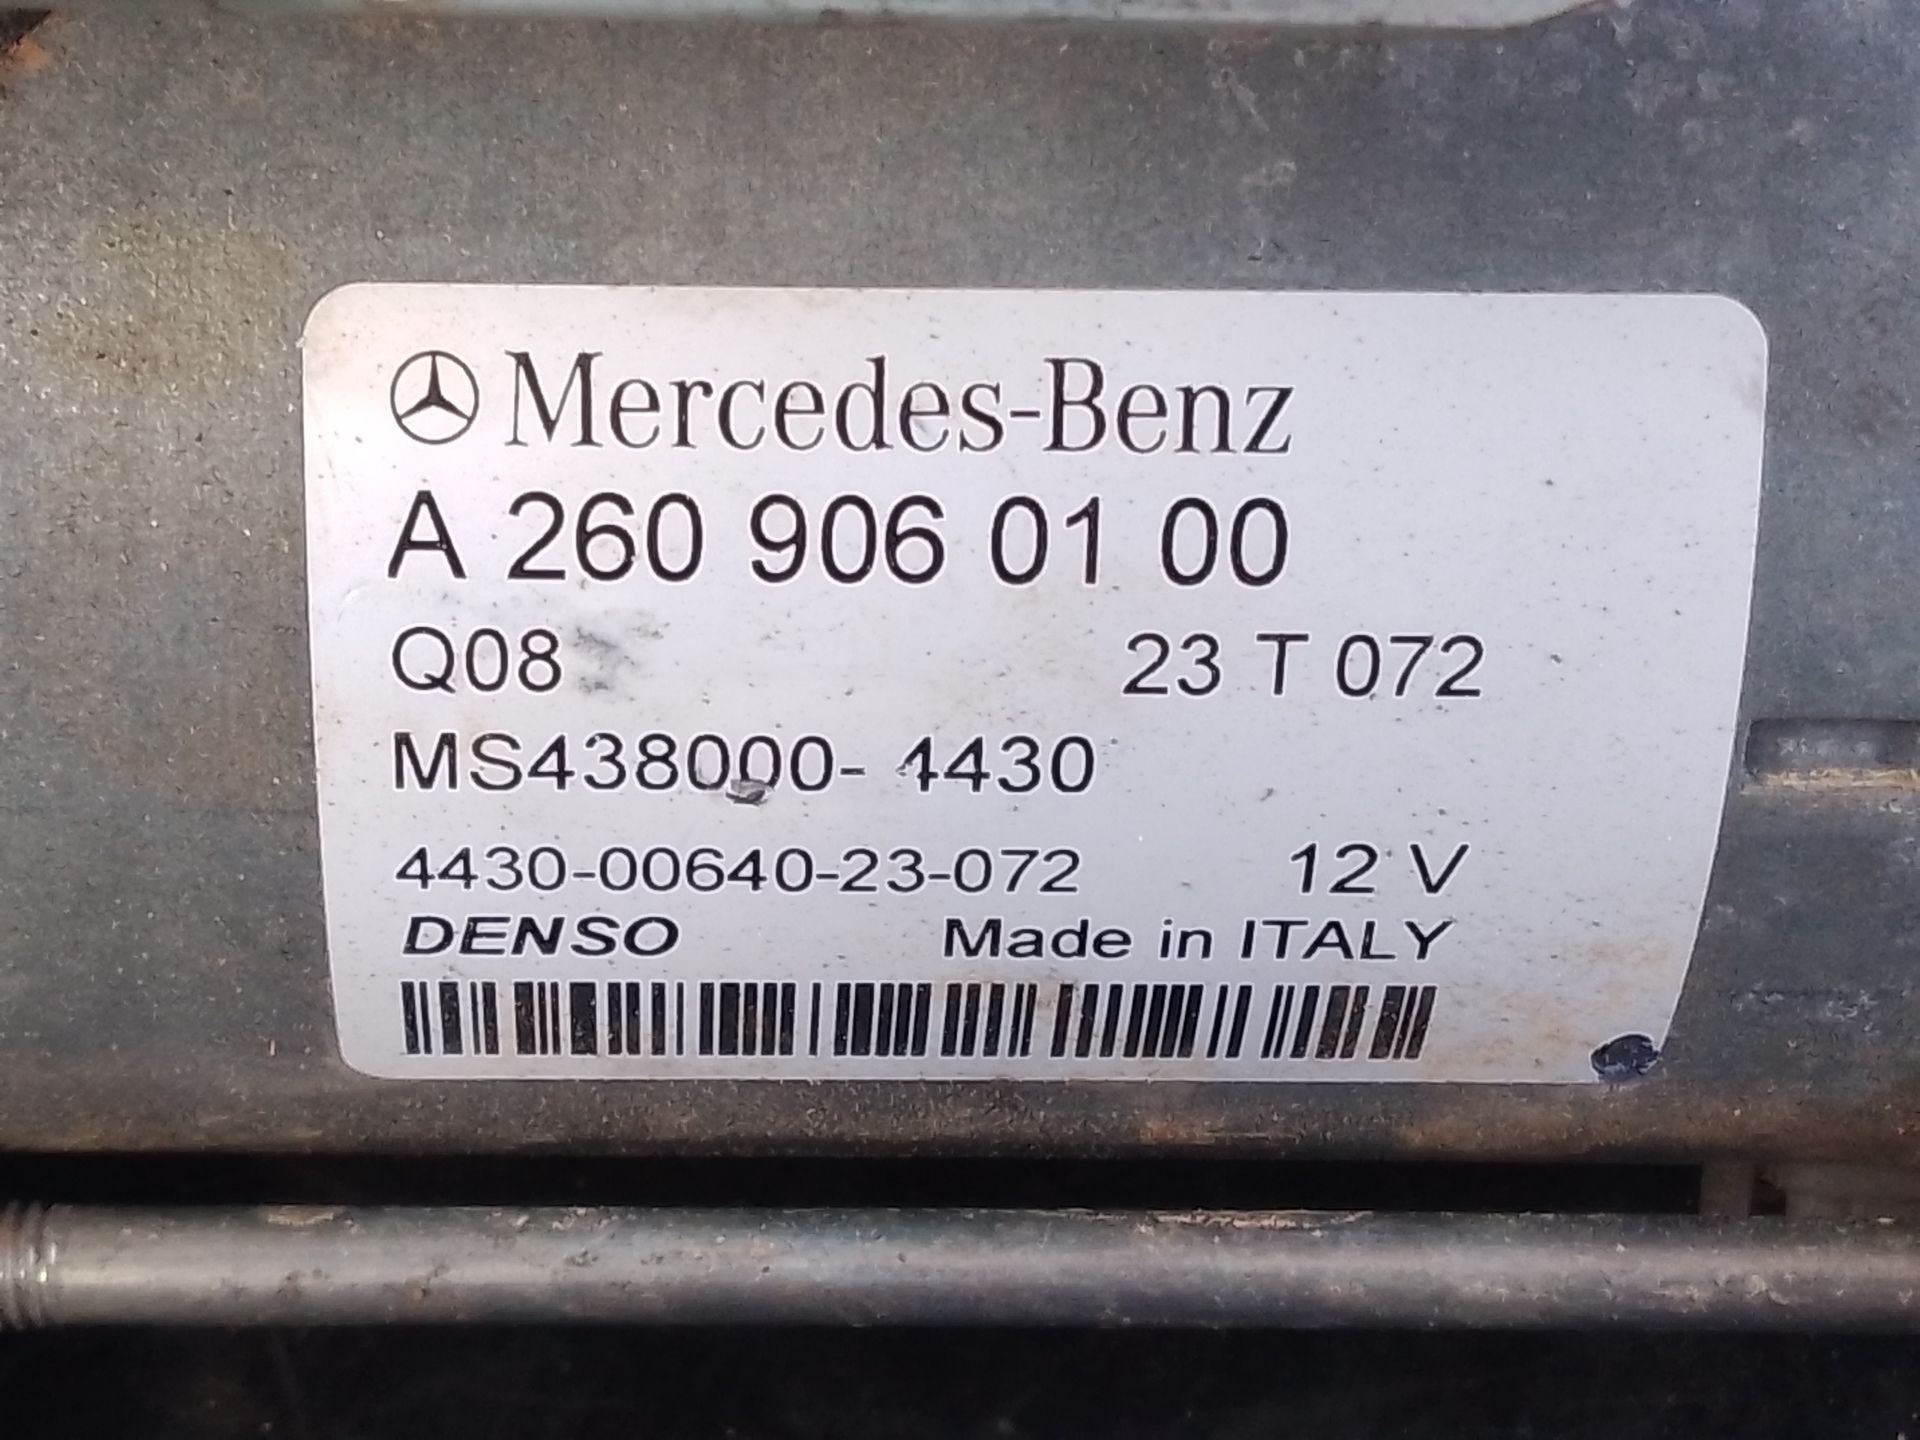 Mercedes-Benz
A 260 906 01 00
Q08 23 T 072
MS438000- 4430
4430-00640-23-072 12 V
DENSO Made in ITALY